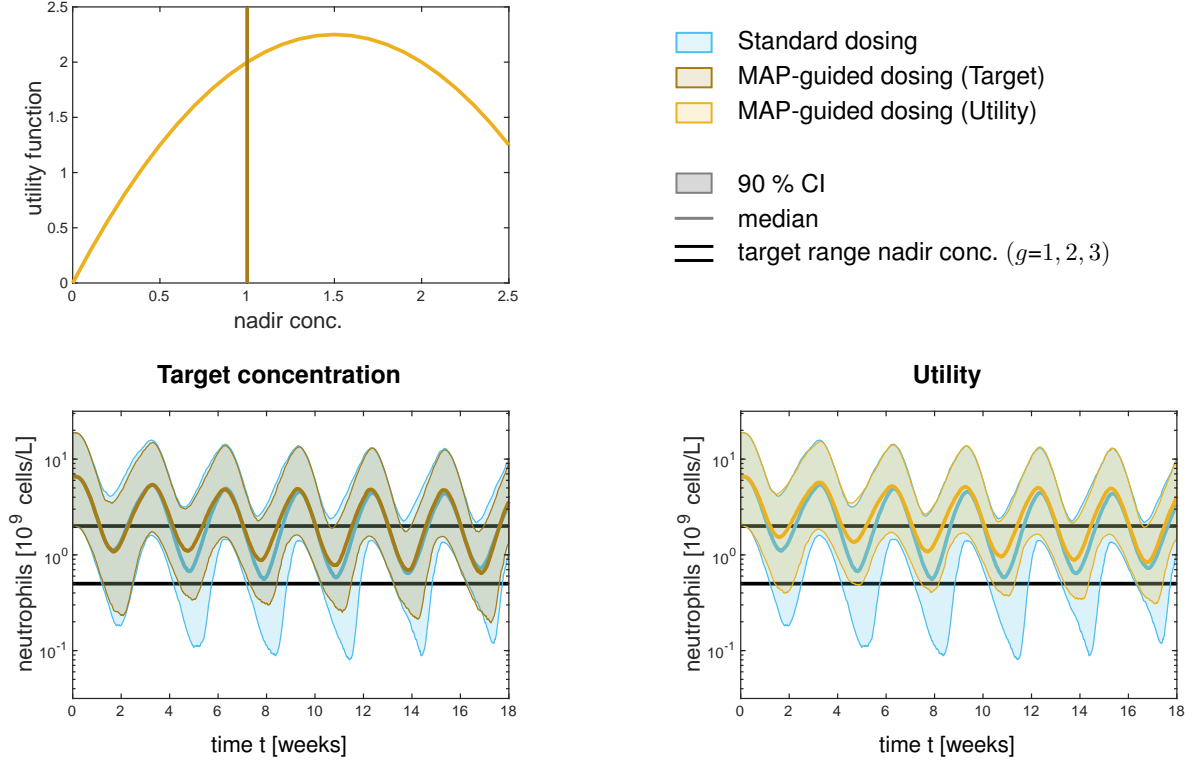 2.5
2
1.5
1
0.5
0
utility function
0
0.5
1
1.5
2
2.5
nadir conc.
Standard dosing
MAP-guided dosing (Target)
MAP-guided dosing (Utility)
90 % CI
median
target range nadir conc. (g=1, 2, 3)
Target concentration
neutrophils [10^9 cells/L]
10^1
10^0
10^-1
0 2 4 6 8 10 12 14 16 18
time t [weeks]
Utility
neutrophils [10^9 cells/L]
10^1
10^0
10^-1
0 2 4 6 8 10 12 14 16 18
time t [weeks]